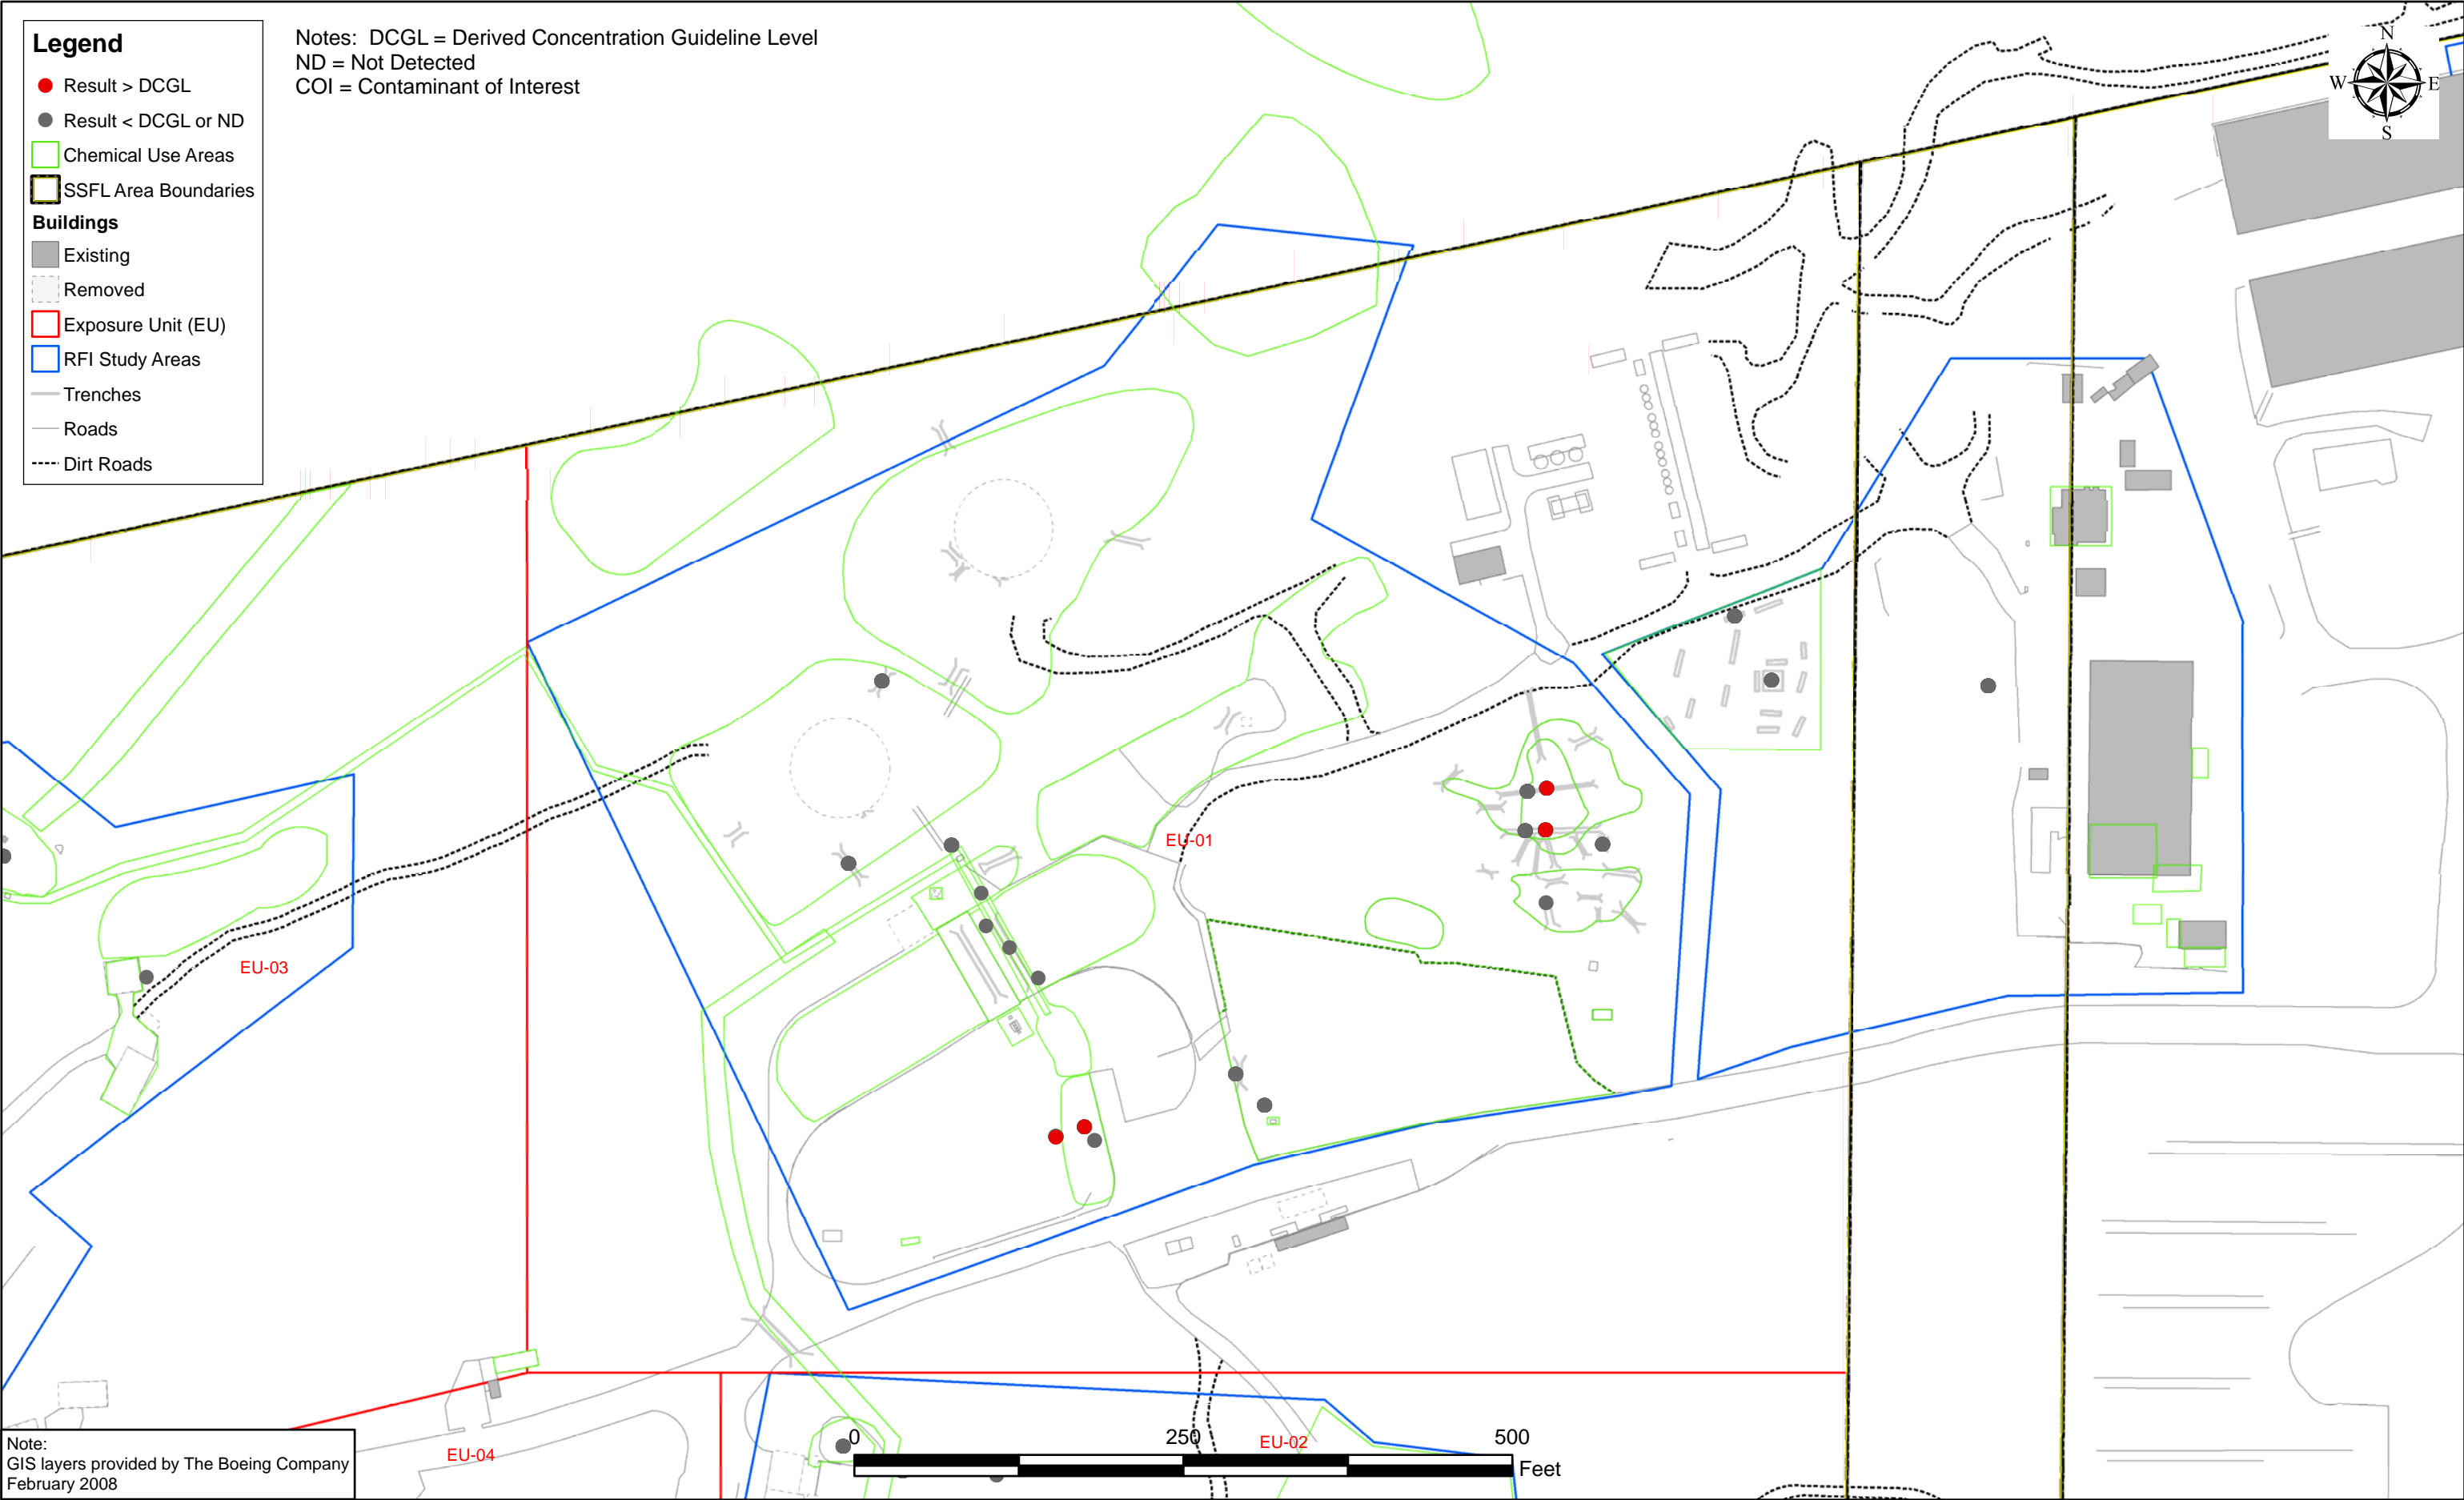 Legend
Result > DCGL
Result < DCGL or ND
Chemical Use Areas
SSFL Area Boundaries
Buildings
Existing
Removed
Exposure Unit (EU)
RFI Study Areas
Trenches
Roads
Dirt Roads
Notes: DCGL = Derived Concentration Guideline Level
ND = Not Detected
COI = Contaminant of Interest
N
W E
S
EU-01
EU-03
EU-04
EU-02
0 250 500
Feet
Note:
GIS layers provided by The Boeing Company
February 2008